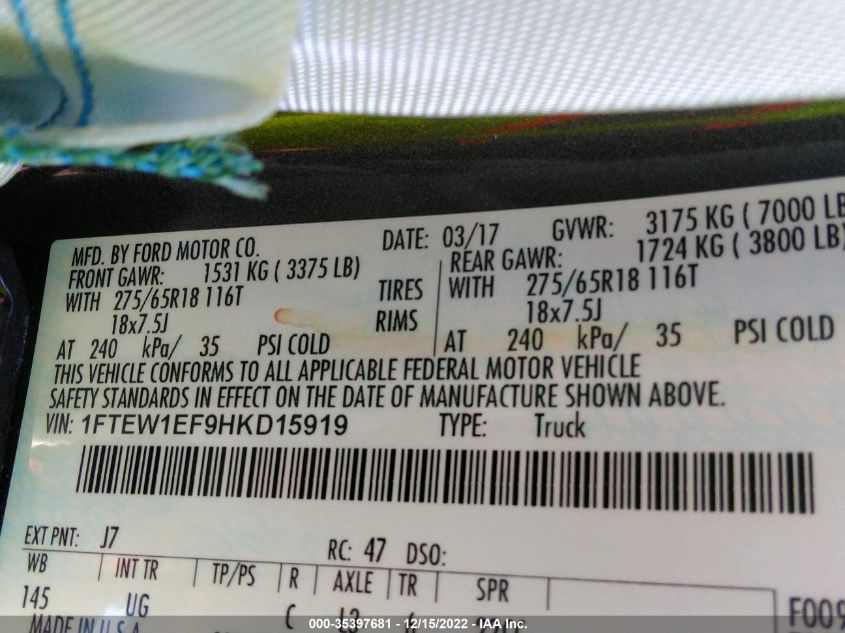 MFD. BY FORD MOTOR CO. DATE: 03/17 GVWR: 3175 KG ( 7000 LB
FRONT GAWR: 1531 KG ( 3375 LB) REAR GAWR: 1724 KG ( 3800 LB)
WITH 275/65R18 116T TIRES WITH 275/65R18 116T
18x7.5J RIMS 18x7.5J
AT 240 kPa/ 35 PSI COLD AT 240 kPa/ 35 PSI COLD
THIS VEHICLE CONFORMS TO ALL APPLICABLE FEDERAL MOTOR VEHICLE
SAFETY STANDARDS IN EFFECT ON THE DATE OF MANUFACTURE SHOWN ABOVE.
VIN: 1FTEW1EF9HKD15919 TYPE: Truck
EXT PNT: J7 RC: 47 DSO:
WB INT TR TP/PS R AXLE TR SPR
145 UG C L3 6 F009
MADE IN U.S.A.
000-35397681 - 12/15/2022 - IAA Inc.